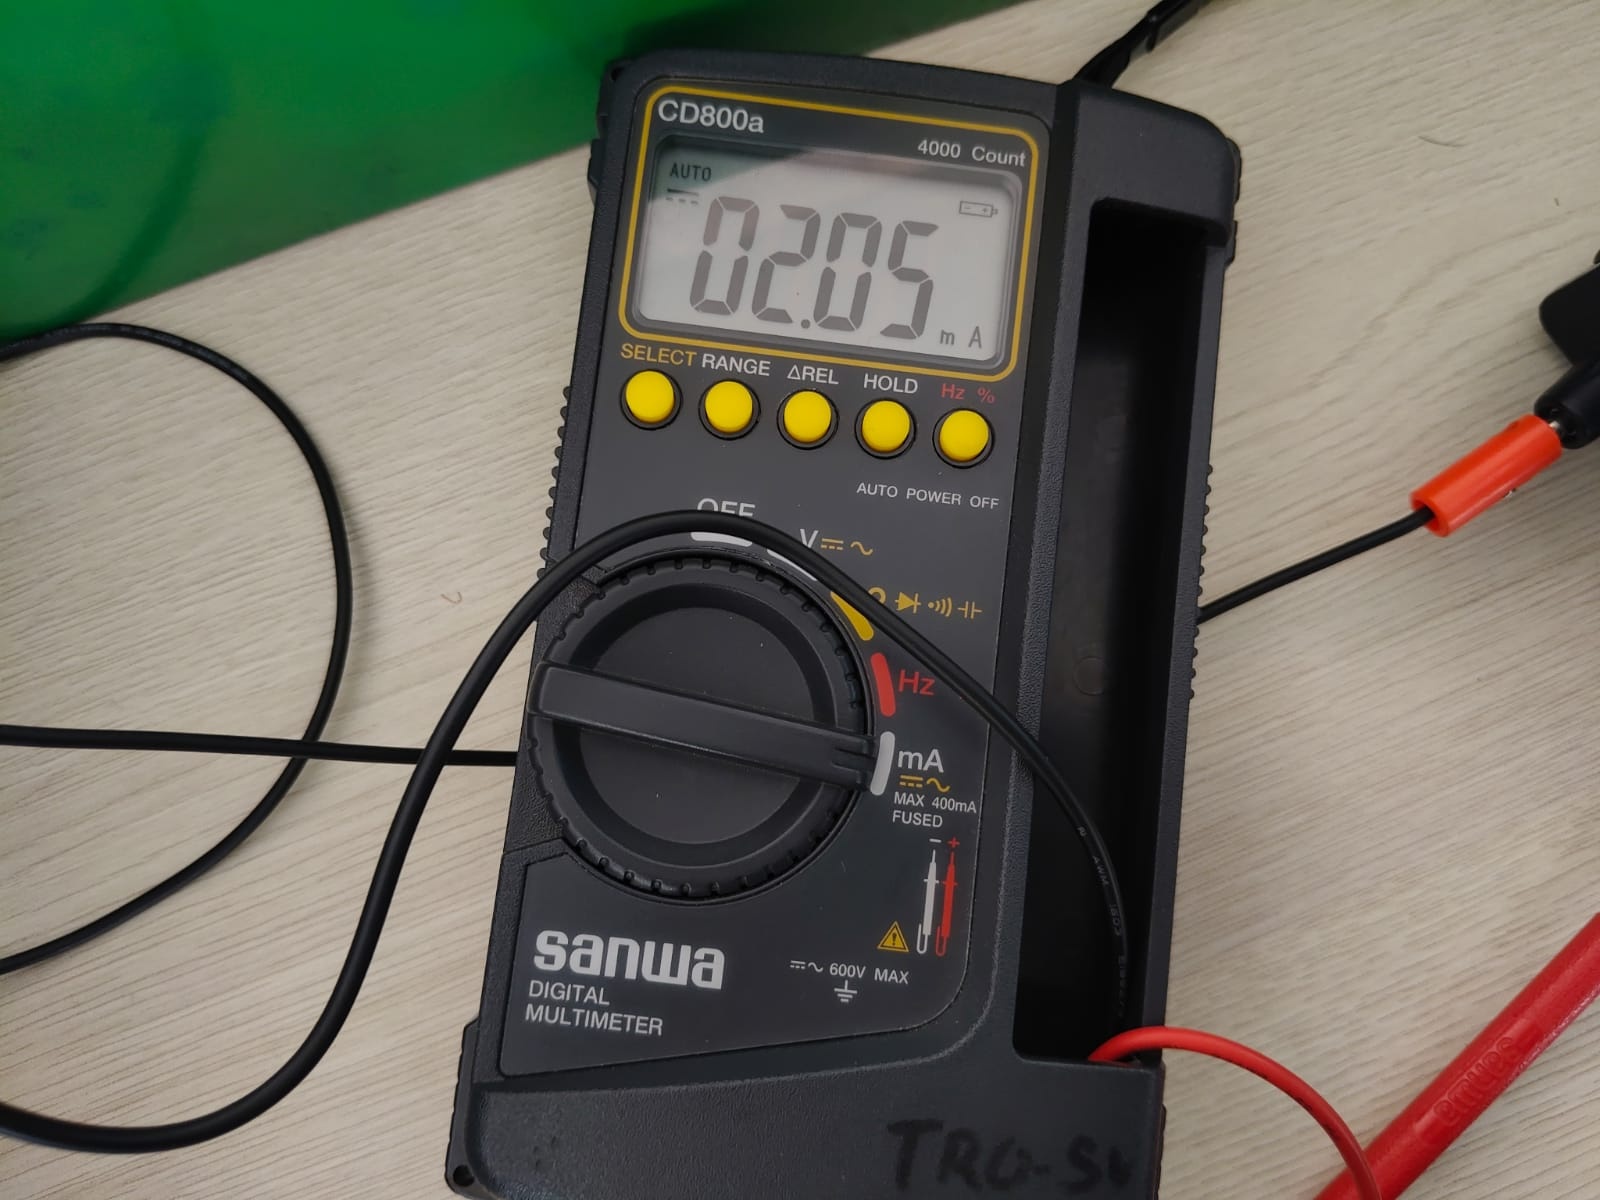 CD800a
4000 Count
AUTO
02.05 mA
SELECT RANGE ΔREL HOLD Hz %
AUTO POWER OFF
OFF
V
Hz
mA
MAX 400mA
FUSED
- +
sanwa
DIGITAL
MULTIMETER
600V MAX
sanwa